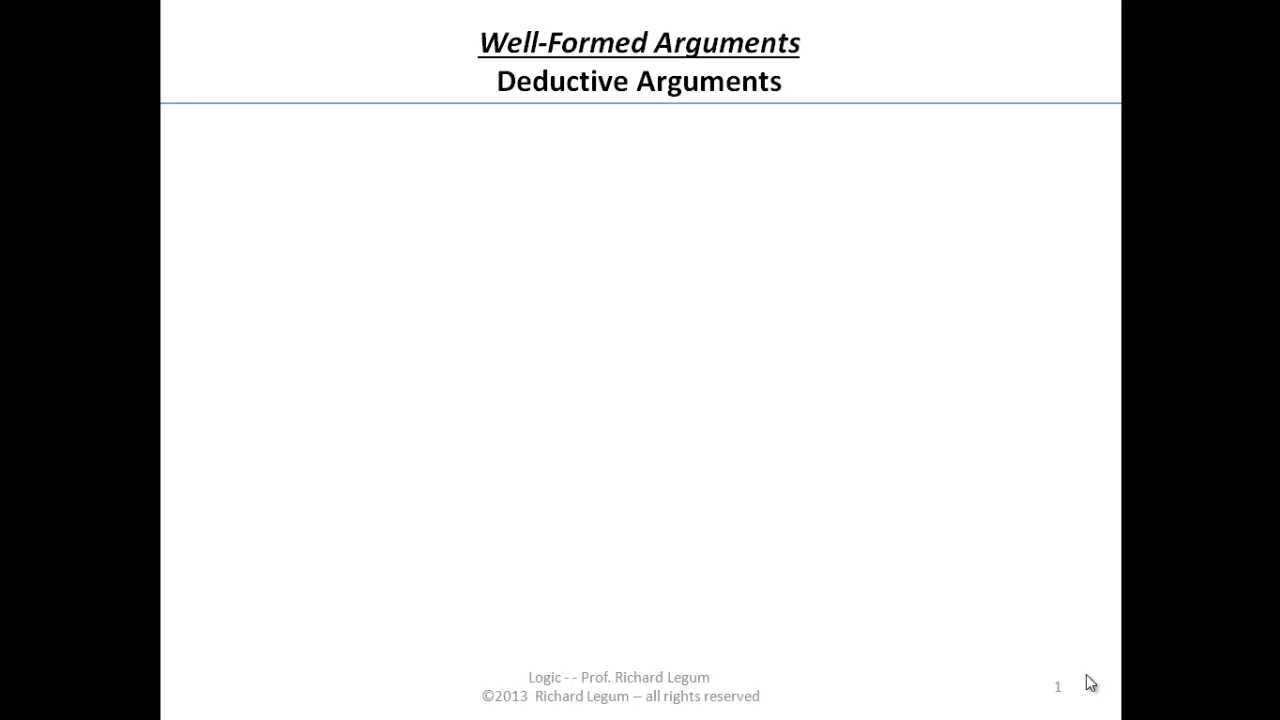 Well-Formed Arguments
Deductive Arguments
Logic - - Prof. Richard Legum
©2013 Richard Legum – all rights reserved
1